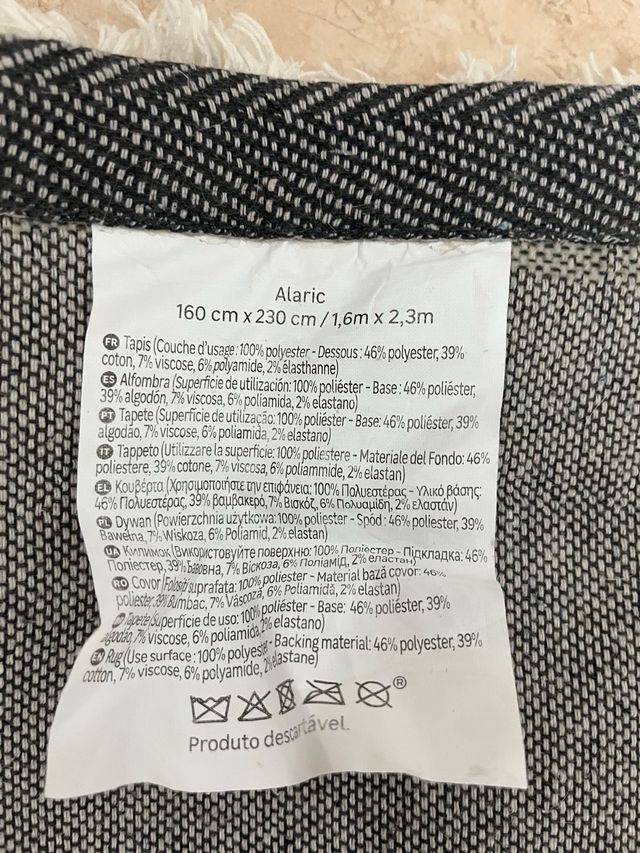 Alaric
160 cm x 230 cm / 1,6m x 2,3m
FR Tapis (Couche d'usage: 100% polyester - Dessous: 46% polyester, 39%
coton, 7% viscose, 6% polyamide, 2% élasthanne)
ES Alfombra (Superfície de utilización: 100% poliéster - Base: 46% poliéster,
39% algodón, 7% viscosa, 6% poliamida, 2% elastano)
PT Tapete (Superfície de utilização: 100% poliéster - Base: 46% poliéster, 39%
algodão, 7% viscose, 6% poliamida, 2% elastano)
IT Tappeto (Utilizzare la superficie: 100% poliestere - Materiale del Fondo: 46%
poliestere, 39% cotone, 7% viscosa, 6% poliammide, 2% elastan)
EL Κουβέρτα (Χρησιμοποιήστε την επιφάνεια: 100% Πολυεστέρας - Υλικό βάσης:
46% Πολυεστέρας, 39% βαμβακερό, 7% Βισκόζ, 6% Πολυαμίδη, 2% ελαστάν)
PL Dywan (Powierzchnia użytkowa: 100% poliester - Spód: 46% poliester, 39%
Bawełna, 7% Wiskoza, 6% Poliamid, 2% elastan)
UA Килимок (Використовуйте поверхню: 100% Поліестер - Підкладка: 46%
Поліестер, 39% Бавовна, 7% Віскоза, 6% Поліамід, 2% еластан)
RO Covor (Folosiți suprafața: 100% poliester - Material bază covor: 46%
poliester, 39% Bumbac, 7% Vâscoză, 6% Poliamidă, 2% elastan)
Tapete (Superfície de uso: 100% poliéster - Base: 46% poliéster, 39%
algodão, 7% viscose, 6% poliamida, 2% elastano)
EN Rug (Use surface: 100% polyester - Backing material: 46% polyester, 39%
cotton, 7% viscose, 6% polyamide, 2% elastane)
®
Produto descartável.